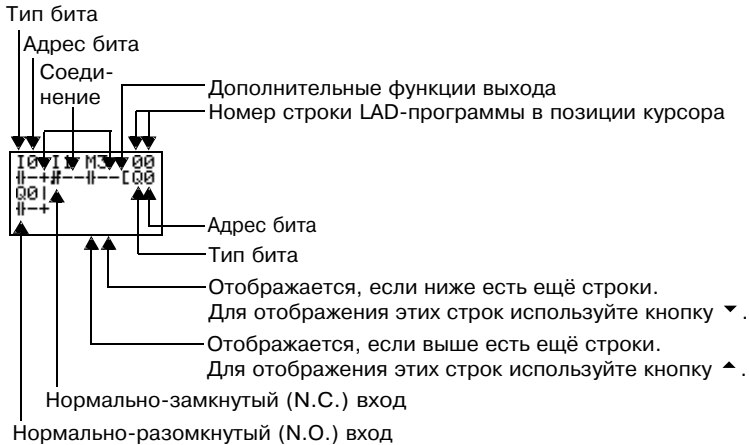 Тип бита
Адрес бита
Соеди-
нение
Дополнительные функции выхода
Номер строки LAD-программы в позиции курсора
I0 I1 M3 00
[Q0
Q0
Адрес бита
Тип бита
Отображается, если ниже есть ещё строки.
Для отображения этих строк используйте кнопку ▼.
Отображается, если выше есть ещё строки.
Для отображения этих строк используйте кнопку ▲.
Нормально-замкнутый (N.C.) вход
Нормально-разомкнутый (N.O.) вход